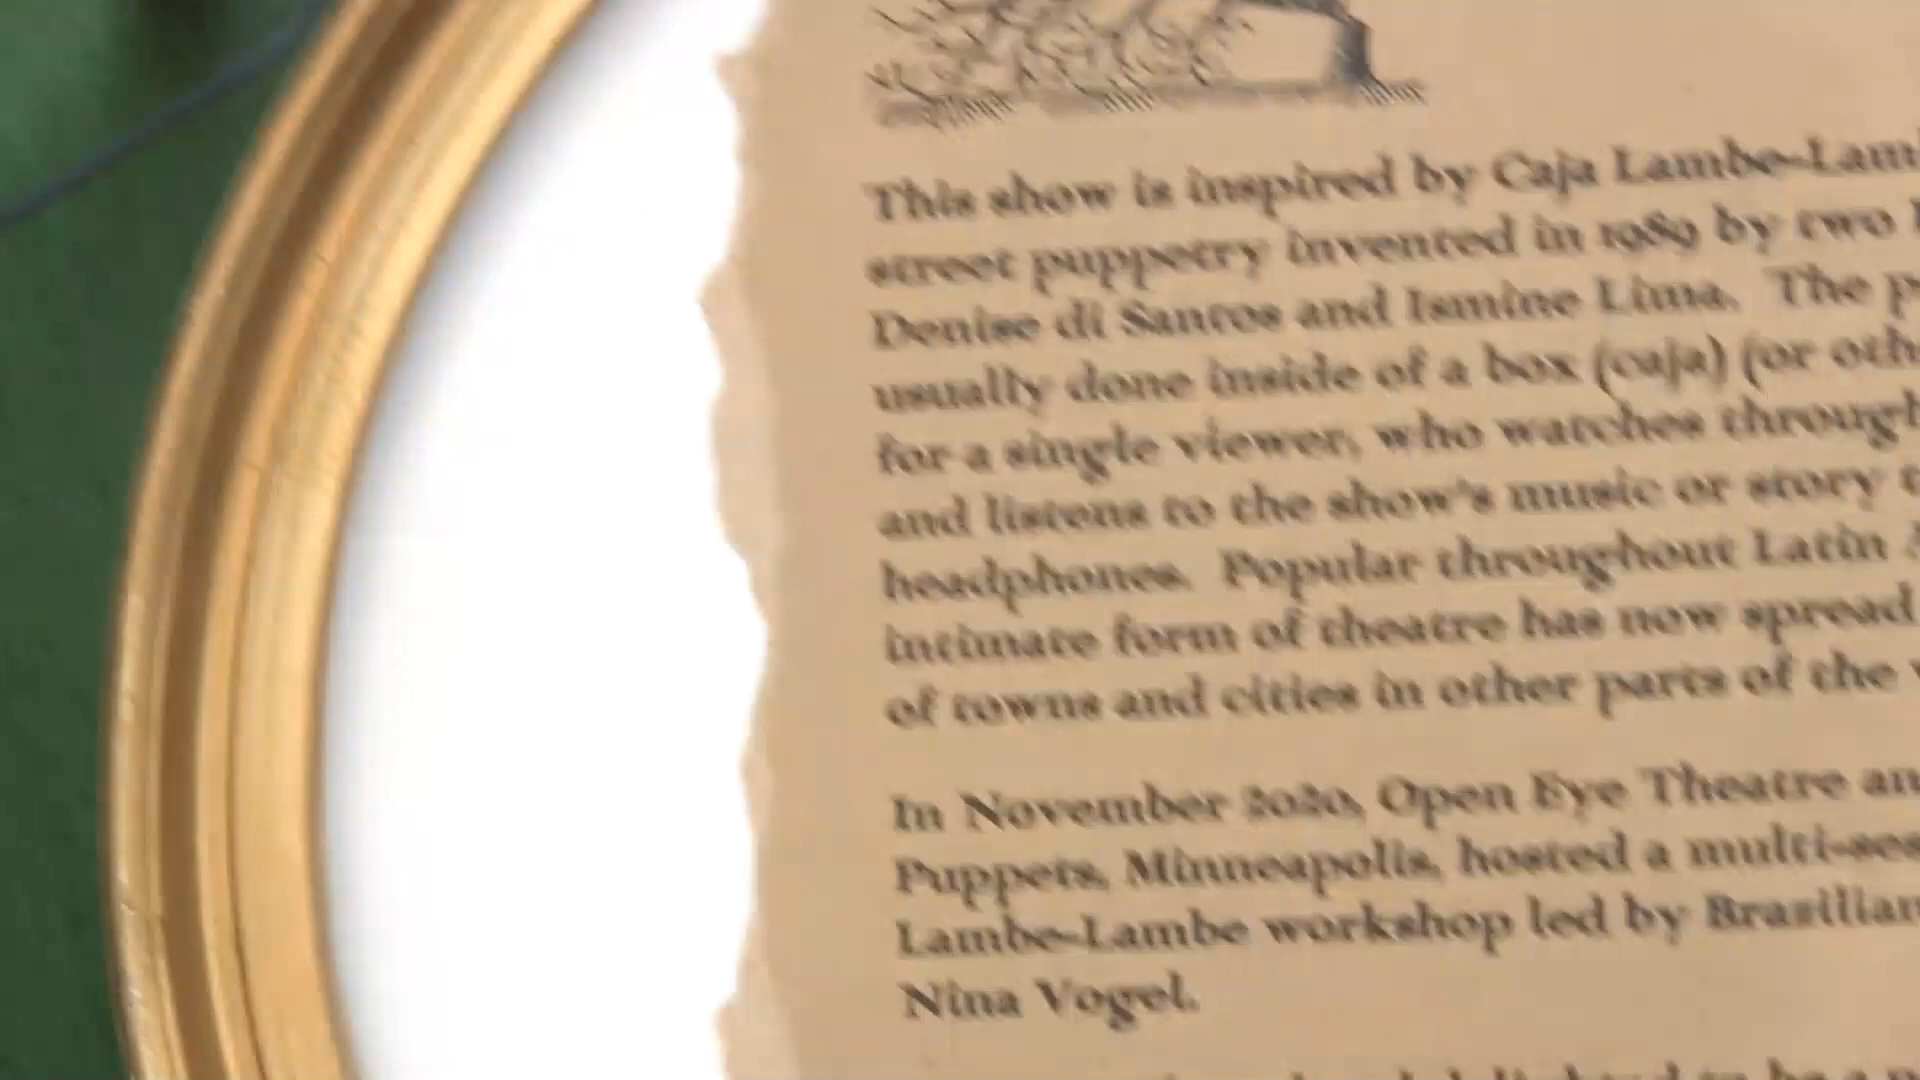 This show is inspired by Caja Lambe-Lam
street puppetry invented in 1989 by two
Denise di Santos and Ismine Lima. The
usually done inside of a box (caja) (or
for a single viewer, who watches through
and listens to the show's music or story
headphones. Popular throughout Latin
intimate form of theatre has now spread
of towns and cities in other parts of the
In November 2020, Open Eye Theatre
Puppets, Minneapolis, hosted a multi-ses
Lambe-Lambe workshop led by Brazilian
Nina Vogel.